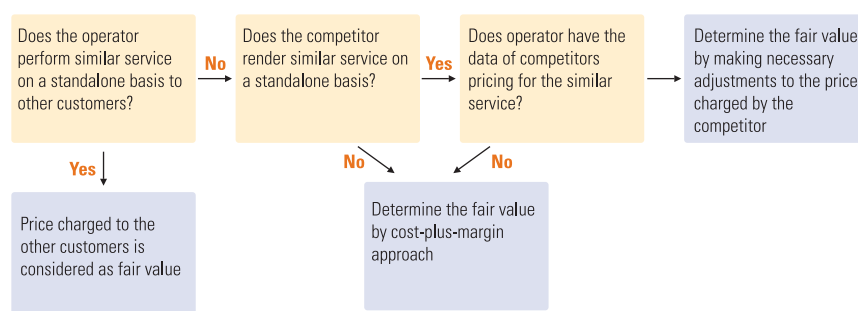 Does the operator
perform similar service
on a standalone basis to
other customers?
No
Does the competitor
render similar service on
a standalone basis?
Yes
Does operator have the
data of competitors
pricing for the similar
service?
Determine the fair value
by making necessary
adjustments to the price
charged by the
competitor
Yes
No
No
Price charged to the
other customers is
considered as fair value
Determine the fair value
by cost-plus-margin
approach